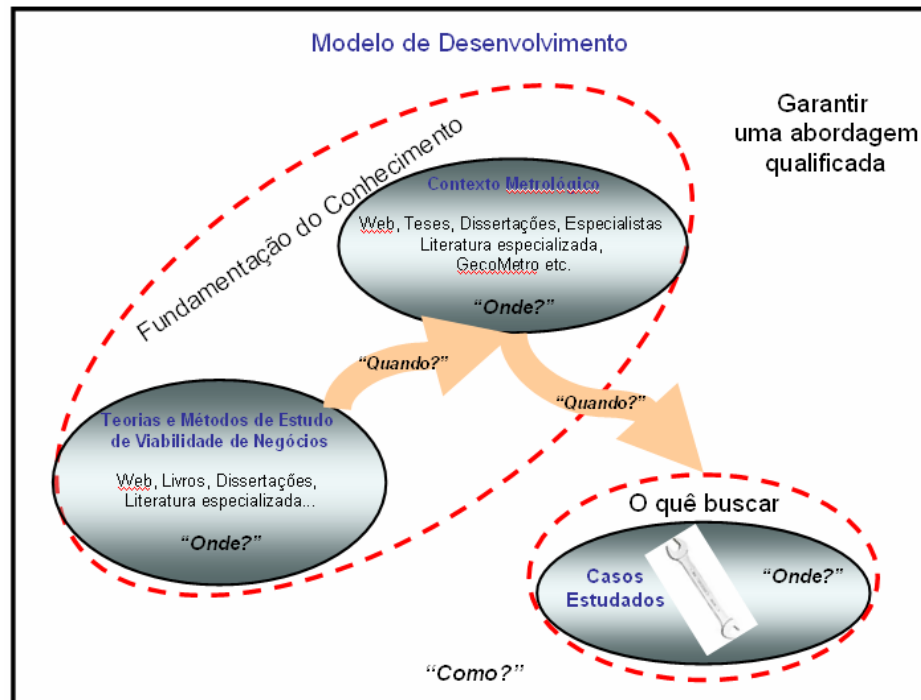 Modelo de Desenvolvimento
Garantir
uma abordagem
qualificada
Fundamentação do Conhecimento
Contexto Metrológico
Web, Teses, Dissertações, Especialistas
Literatura especializada,
GecoMetro etc.
“Onde?”
“Quando?”
“Quando?”
Teorias e Métodos de Estudo
de Viabilidade de Negócios
Web, Livros, Dissertações,
Literatura especializada...
“Onde?”
O quê buscar
Casos
Estudados
“Onde?”
“Como?”